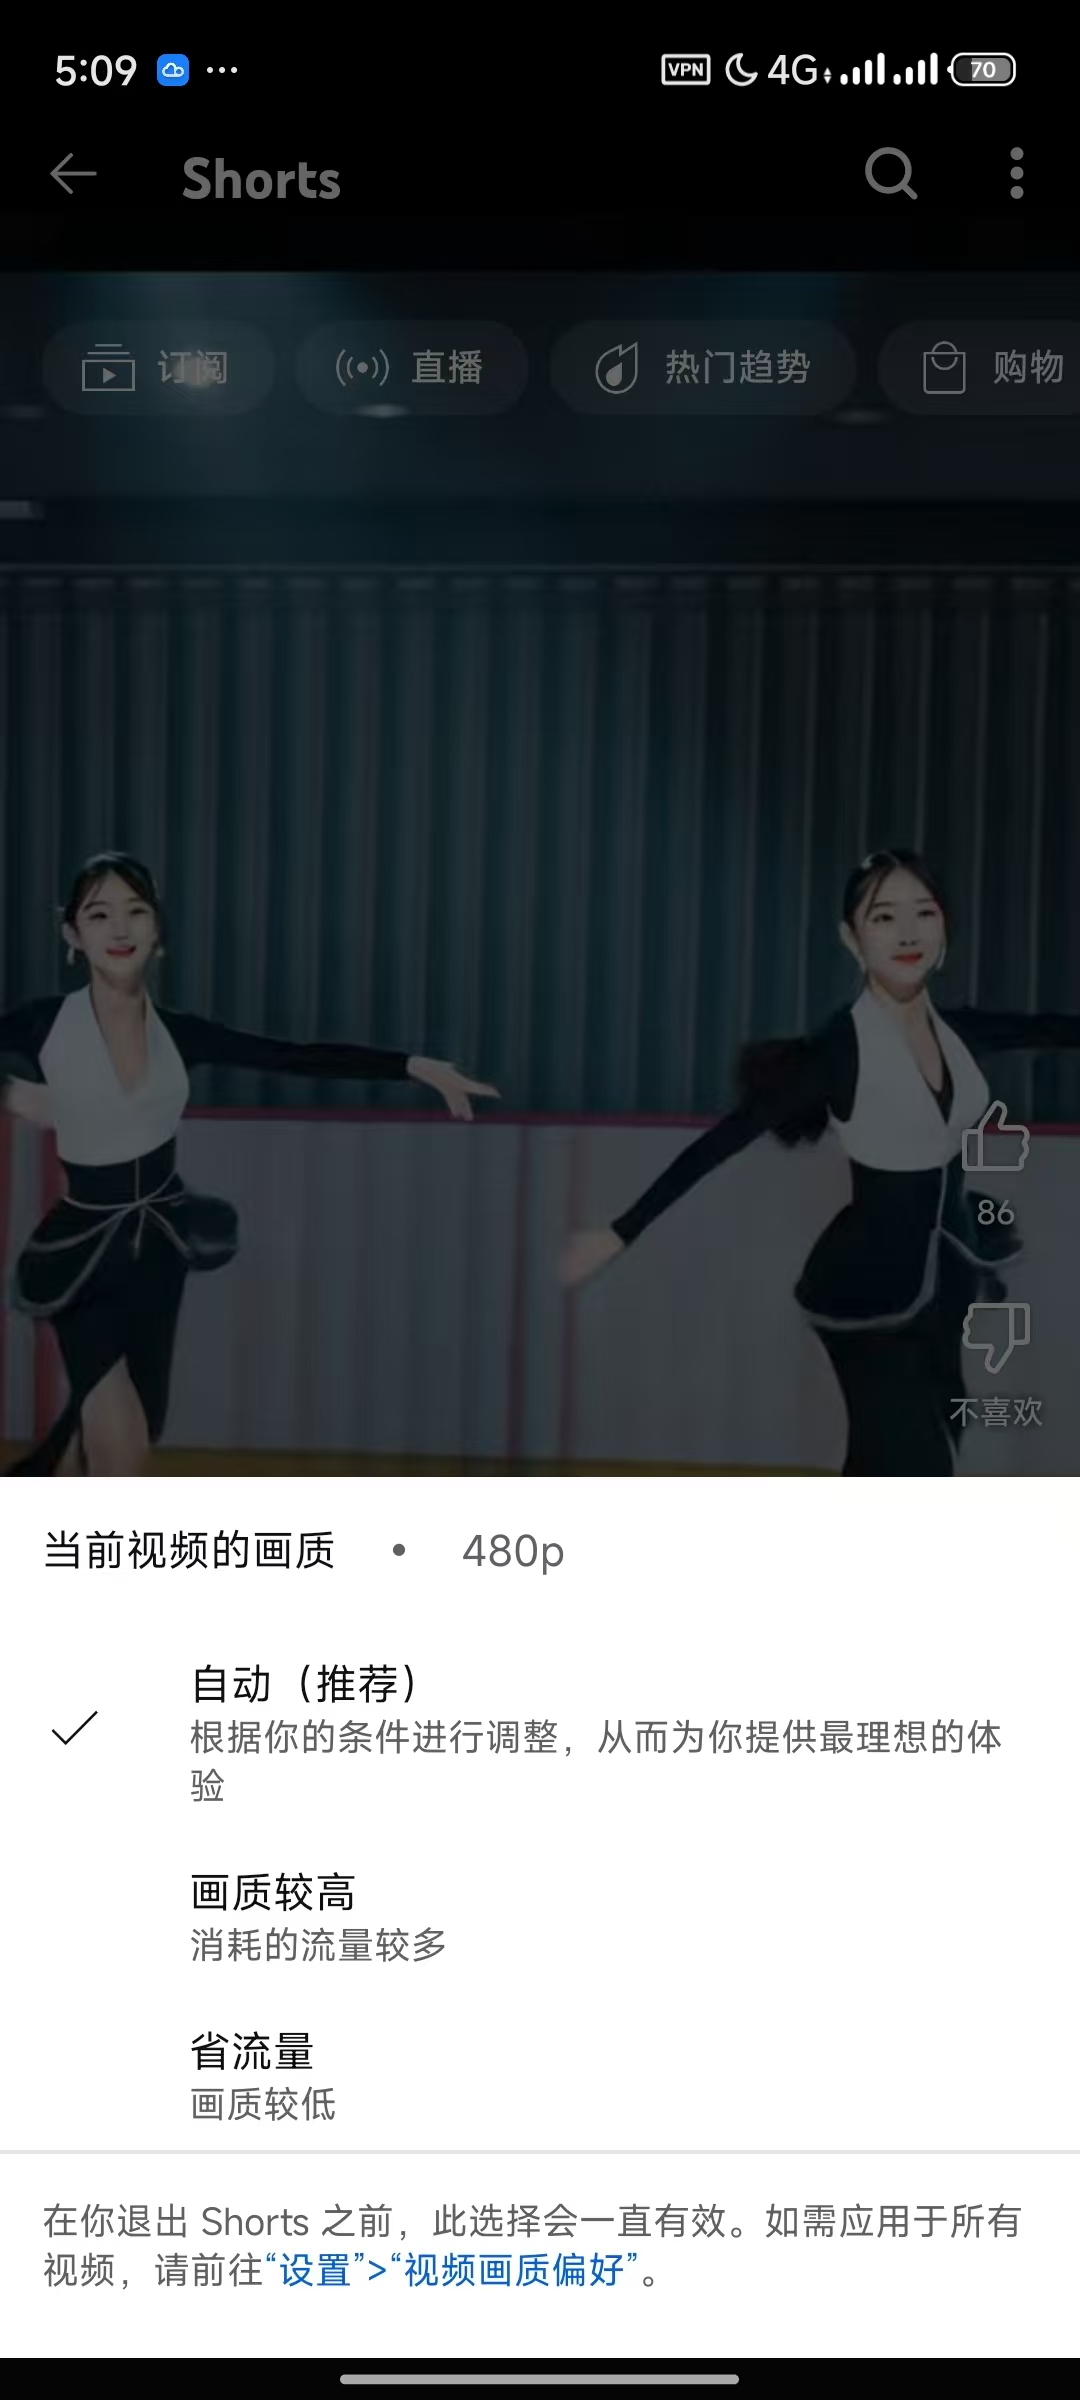 5:09 ... VPN 4G 70
Shorts
订阅 直播 热门趋势 购物
86
不喜欢
当前视频的画质 • 480p
自动（推荐）
根据你的条件进行调整，从而为你提供最理想的体
验
画质较高
消耗的流量较多
省流量
画质较低
在你退出 Shorts 之前，此选择会一直有效。如需应用于所有
视频，请前往“设置”>“视频画质偏好”。